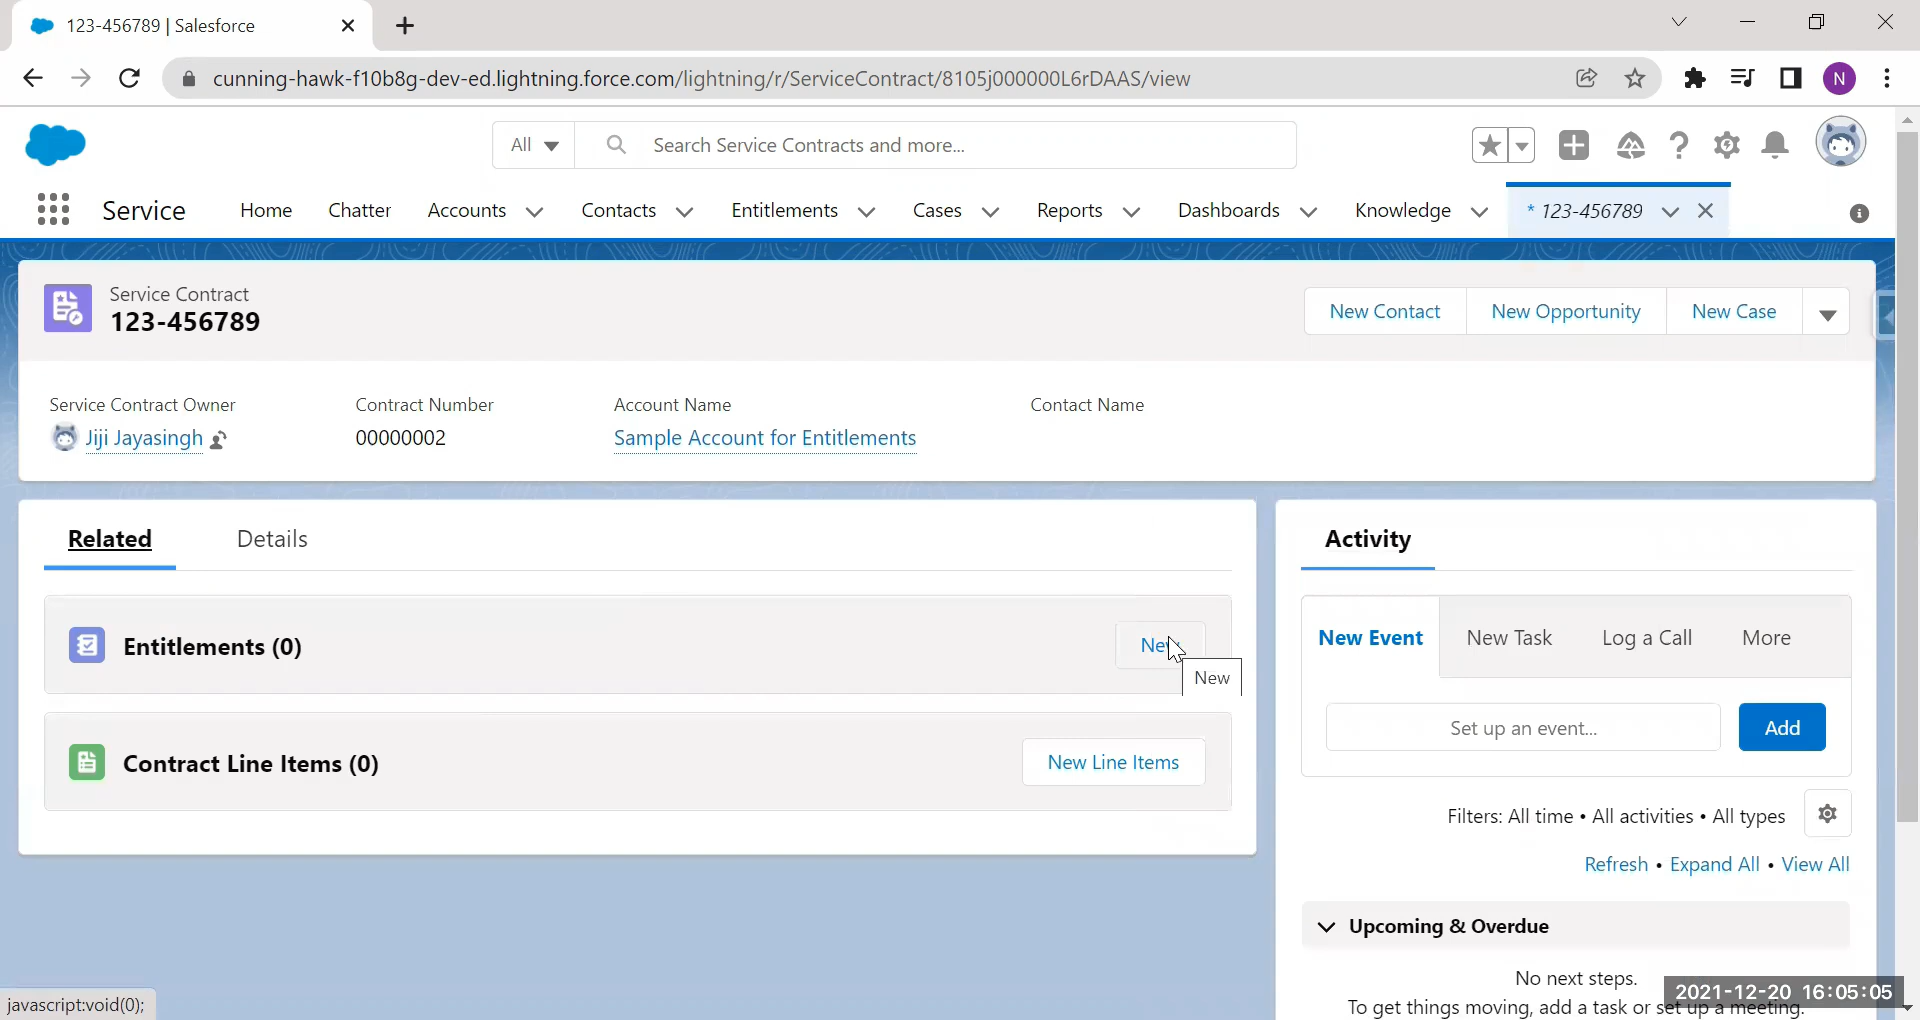 123-456789 | Salesforce
cunning-hawk-f10b8g-dev-ed.lightning.force.com/lightning/r/ServiceContract/8105j000000L6rDAAS/view
N
All
Search Service Contracts and more...
Service
Home
Chatter
Accounts
Contacts
Entitlements
Cases
Reports
Dashboards
Knowledge
* 123-456789
Service Contract
123-456789
New Contact
New Opportunity
New Case
Service Contract Owner
Contract Number
Account Name
Contact Name
Jiji Jayasingh
00000002
Sample Account for Entitlements
Related
Details
Activity
Entitlements (0)
New
New
Contract Line Items (0)
New Line Items
New Event
New Task
Log a Call
More
Set up an event...
Add
Filters: All time • All activities • All types
Refresh • Expand All • View All
Upcoming & Overdue
No next steps.
To get things moving, add a task or set up a meeting.
2021-12-20 16:05:05
javascript:void(0);